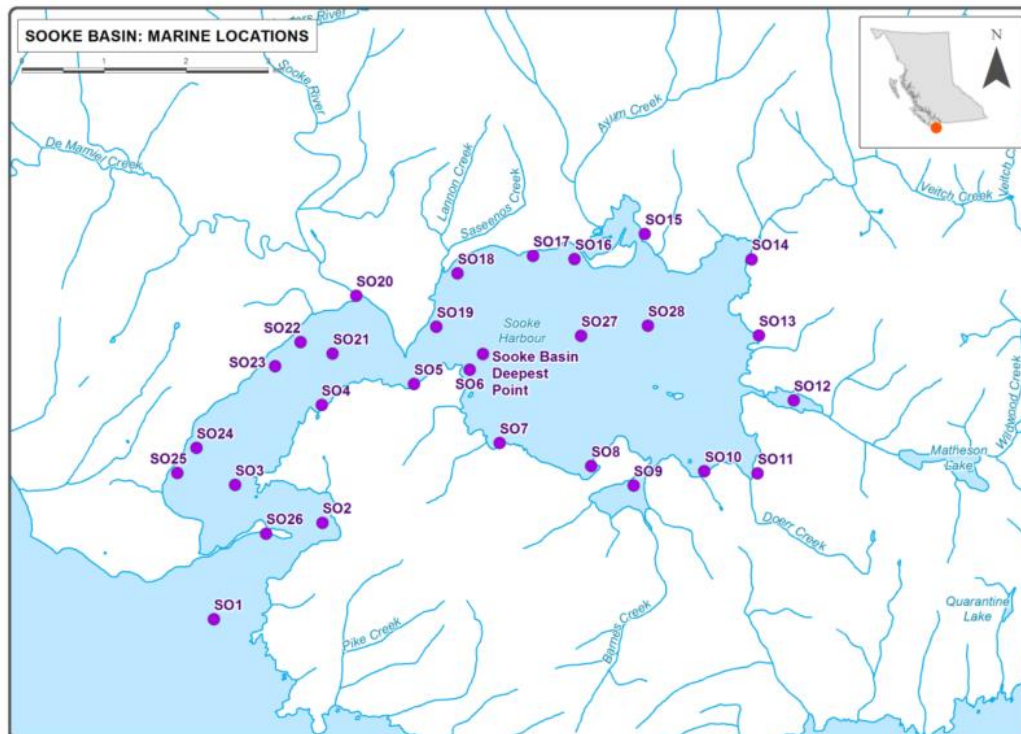 SOOKE BASIN: MARINE LOCATIONS
0 1 2
N
Sooke River
De Mamiel Creek
Lannon Creek
Saseenos Creek
Ayum Creek
Veitch Creek
SO15
SO17
SO16
SO14
SO18
SO20
SO19
Sooke
Harbour
SO27
SO28
SO13
SO22
SO21
SO23
SO5
SO6
Sooke Basin
Deepest
Point
SO4
SO12
Wildwood Creek
SO7
SO24
SO8
SO10
SO11
Matheson
Lake
SO25
SO3
SO9
SO2
SO26
Doerr Creek
SO1
Pike Creek
Barnes Creek
Quarantine
Lake